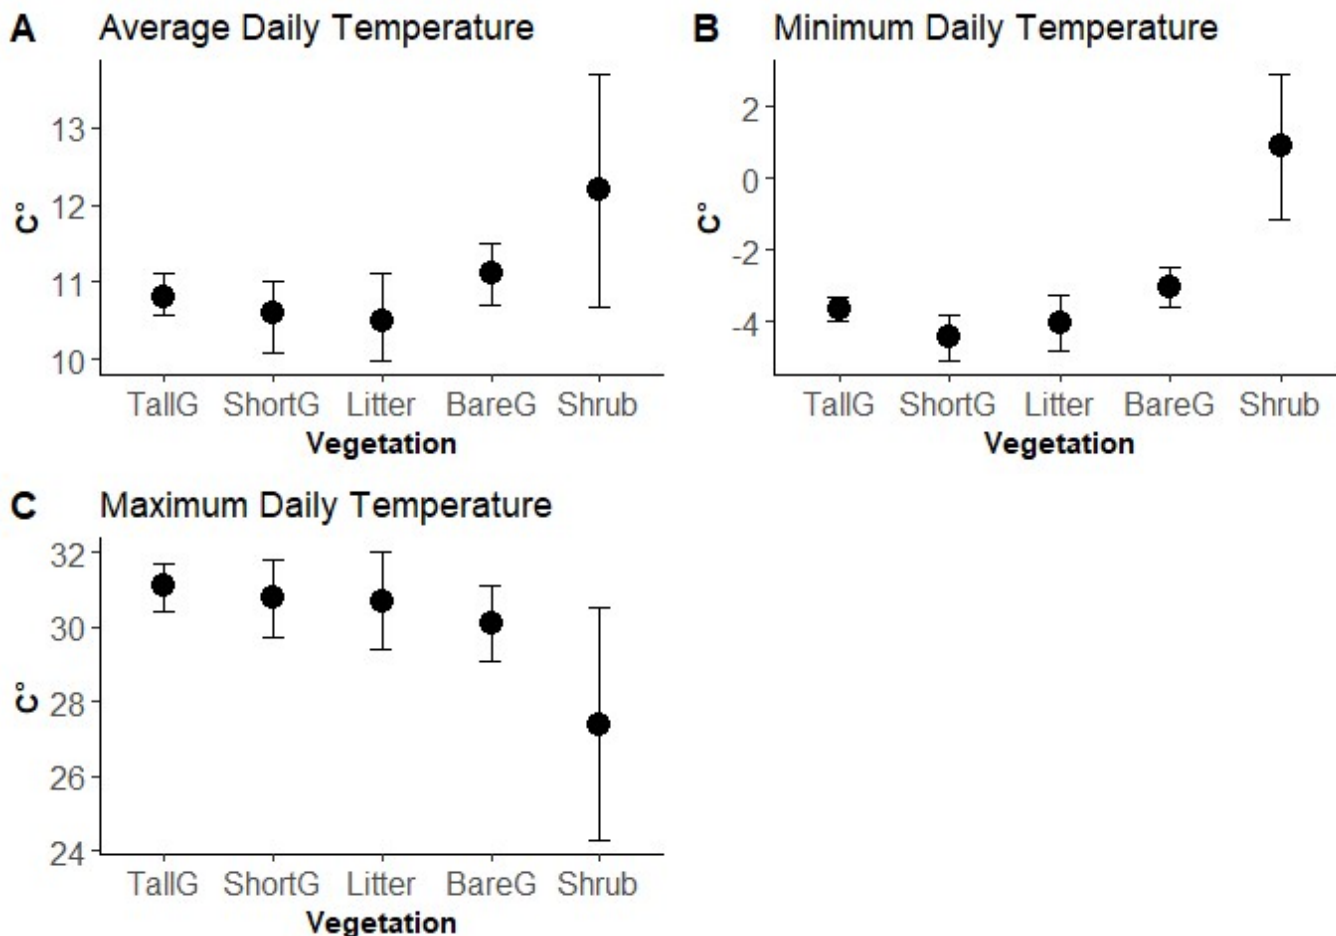 A Average Daily Temperature
13
12
11
10
C°
TallG ShortG Litter BareG Shrub
Vegetation
B Minimum Daily Temperature
2
0
-2
-4
C°
TallG ShortG Litter BareG Shrub
Vegetation
C Maximum Daily Temperature
32
30
28
26
24
C°
TallG ShortG Litter BareG Shrub
Vegetation